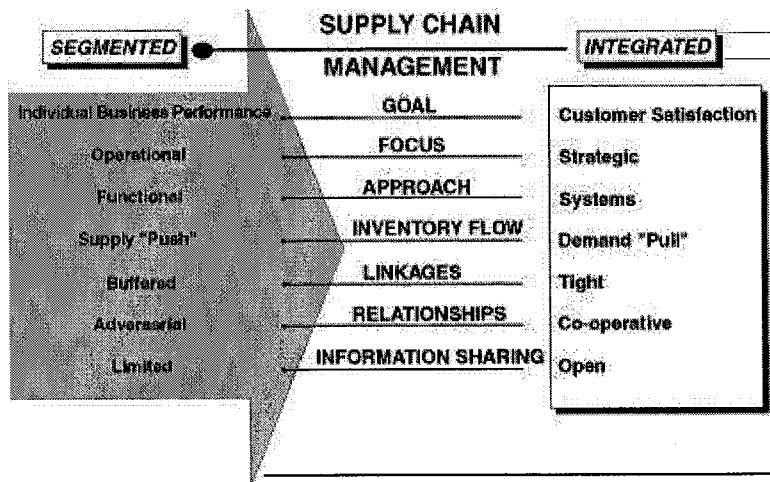 SUPPLY CHAIN
SEGMENTED INTEGRATED
MANAGEMENT
Individual Business Performance GOAL Customer Satisfaction
Operational FOCUS Strategic
Functional APPROACH Systems
Supply "Push" INVENTORY FLOW Demand "Pull"
Buffered LINKAGES Tight
Adversarial RELATIONSHIPS Co-operative
Limited INFORMATION SHARING Open